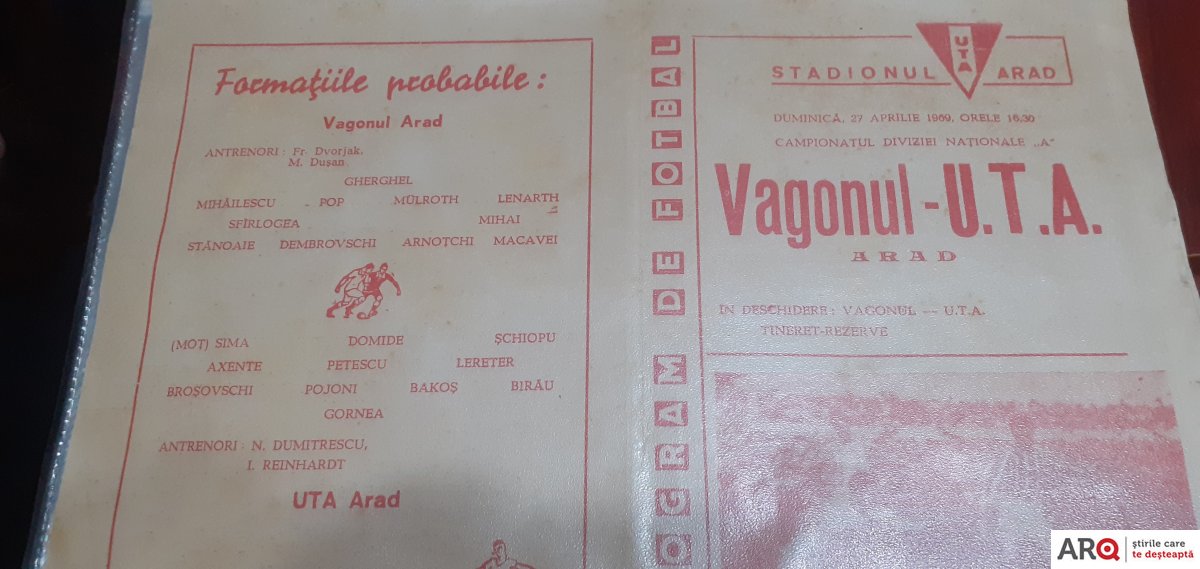 Formaţiile probabile :
Vagonul Arad
ANTRENORI : Fr. Dvorjak,
M. Duşan
GHERGHEL
MIHĂILESCU - POP MÜLROTH LENARTH
SFÎRLOGEA MIHAI
STĂNOAIE DEMBROVSCHI ARNOŢCHI MACAVEI
(MOŢ) SIMA DOMIDE ŞCHIOPU
AXENTE PETESCU LERETER
BROŞOVSCHI POJONI BAKOŞ BIRĂU
GORNEA
ANTRENORI : N. DUMITRESCU,
I. REINHARDT
UTA Arad
OGRAM DE FOTBAL
STADIONUL UTA ARAD
DUMINICĂ, 27 APRILIE 1969, ORELE 16,30
CAMPIONATUL DIVIZIEI NAŢIONALE „A"
Vagonul - U.T.A.
ARAD
IN DESCHIDERE : VAGONUL — U.T.A.
TINERET-REZERVE
ARQ ştirile care
te deşteaptă